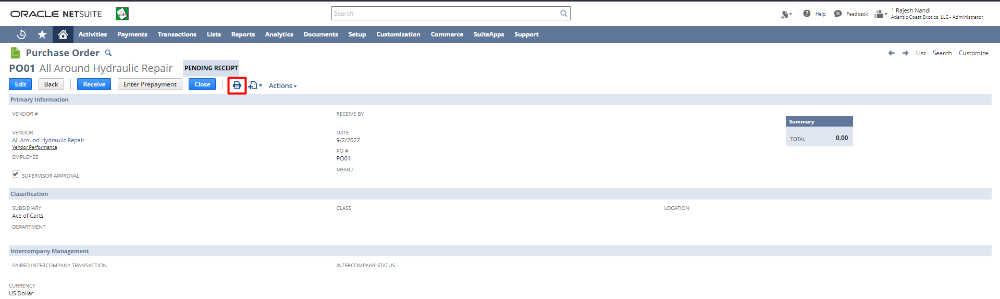 ORACLE NETSUITE
Search
Help
Feedback
1 Rajesh Nandi
Atlantic Coast Exotics, LLC - Administrator
Activities Payments Transactions Lists Reports Analytics Documents Setup Customization Commerce SuiteApps Support
Purchase Order
List Search Customize
PO01 All Around Hydraulic Repair PENDING RECEIPT
Edit Back Receive Enter Prepayment Close Actions
Primary Information
VENDOR #
RECEIVE BY
Summary
TOTAL 0.00
VENDOR
All Around Hydraulic Repair
Vendor Performance
DATE
9/2/2022
PO #
PO01
EMPLOYEE
MEMO
SUPERVISOR APPROVAL
Classification
SUBSIDIARY
Ace of Carts
CLASS
LOCATION
DEPARTMENT
Intercompany Management
PAIRED INTERCOMPANY TRANSACTION
INTERCOMPANY STATUS
CURRENCY
US Dollar